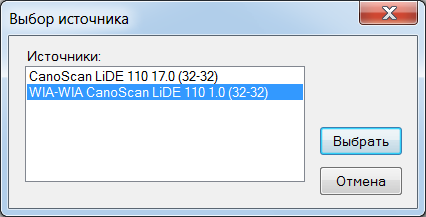 Выбор источника
Источники:
CanoScan LiDE 110 17.0 (32-32)
WIA-WIA CanoScan LiDE 110 1.0 (32-32)
Выбрать
Отмена